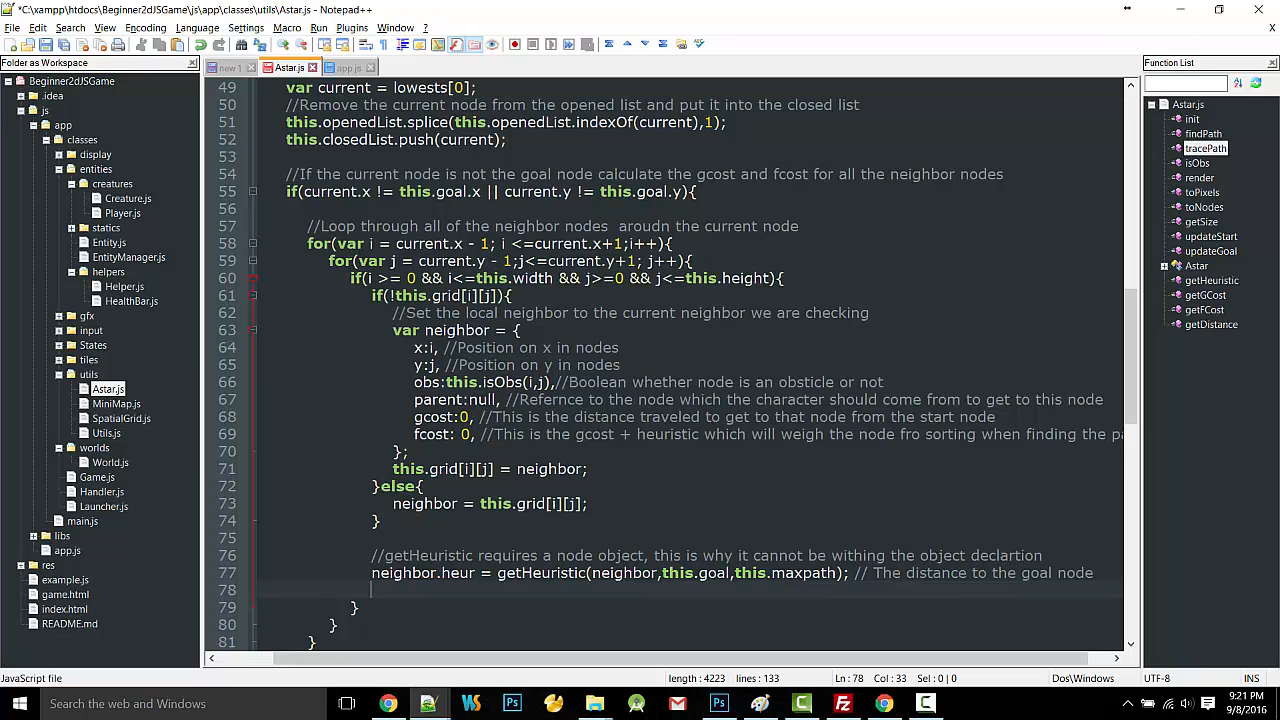 *C:\xampp\htdocs\Beginner2dJSGame\js\app\classes\utils\Astar.js - Notepad++
File Edit Search View Encoding Language Settings Macro Run Plugins Window ?
X
Folder as Workspace
new 1
Astar.js
app.js
Function List
Beginner2dJSGame
.idea
js
app
classes
display
entities
creatures
Creature.js
Player.js
statics
Entity.js
EntityManager.js
helpers
Helper.js
HealthBar.js
gfx
input
States
tiles
utils
Astar.js
MiniMap.js
SpatialGrid.js
Utils.js
worlds
World.js
Game.js
Handler.js
Launcher.js
main.js
libs
app.js
res
example.js
game.html
index.html
README.md
49 var current = lowests[0];
50 //Remove the current node from the opened list and put it into the closed list
51 this.openedList.splice(this.openedList.indexOf(current),1);
52 this.closedList.push(current);
53
54 //If the current node is not the goal node calculate the gcost and fcost for all the neighbor nodes
55 if(current.x != this.goal.x || current.y != this.goal.y){
56
57 //Loop through all of the neighbor nodes  aroudn the current node
58 for(var i = current.x - 1; i <=current.x+1;i++){
59 for(var j = current.y - 1;j<=current.y+1; j++){
60 if(i >= 0 && i<=this.width && j>=0 && j<=this.height){
61 if(!this.grid[i][j]){
62 //Set the local neighbor to the current neighbor we are checking
63 var neighbor = {
64 x:i, //Position on x in nodes
65 y:j, //Position on y in nodes
66 obs:this.isObs(i,j),//Boolean whether node is an obsticle or not
67 parent:null, //Refernce to the node which the character should come from to get to this node
68 gcost:0, //This is the distance traveled to get to that node from the start node
69 fcost: 0, //This is the gcost + heuristic which will weigh the node fro sorting when finding the pa
70 };
71 this.grid[i][j] = neighbor;
72 }else{
73 neighbor = this.grid[i][j];
74 }
75
76 //getHeuristic requires a node object, this is why it cannot be withing the object declartion
77 neighbor.heur = getHeuristic(neighbor,this.goal,this.maxpath); // The distance to the goal node
78
79 }
80 }
81 }
Astar.js
init
findPath
tracePath
isObs
render
toPixels
toNodes
getSize
updateStart
updateGoal
Astar
getHeuristic
getGCost
getFCost
getDistance
JavaScript file
length : 4223 lines : 133
Ln : 78 Col : 33 Sel : 0 | 0
Dos\Windows
UTF-8
INS
Search the web and Windows
9:21 PM
9/8/2016